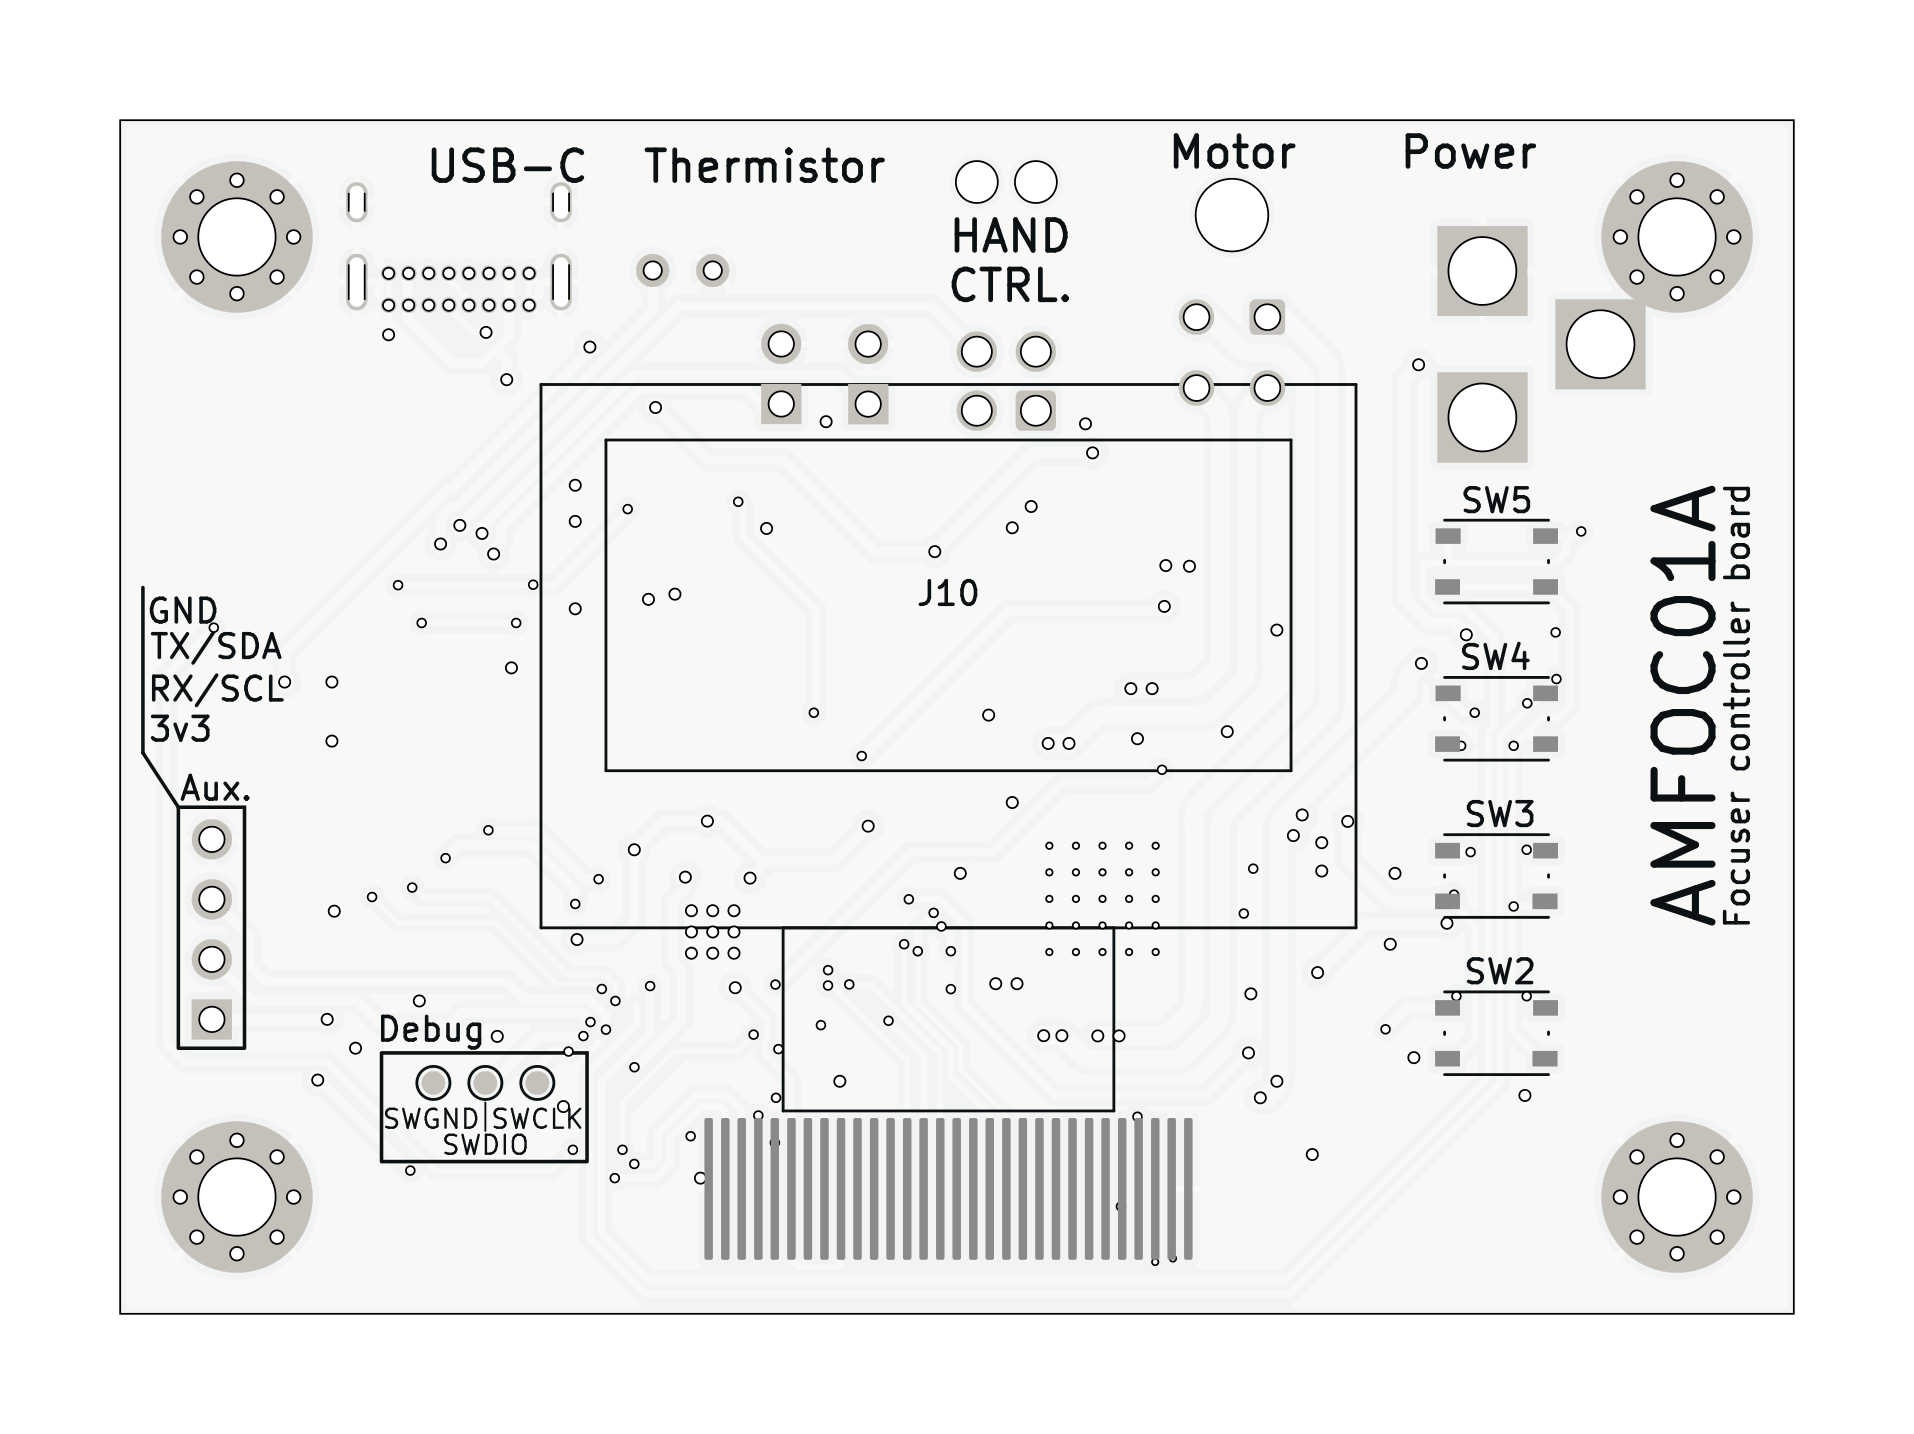 USB-C
Thermistor
HAND
CTRL.
Motor
Power
SW5
J10
GND
TX/SDA
RX/SCL
3v3
Aux.
SW4
SW3
SW2
Debug
SWGND|SWCLK
SWDIO
AMFOC01A
Focuser controller board